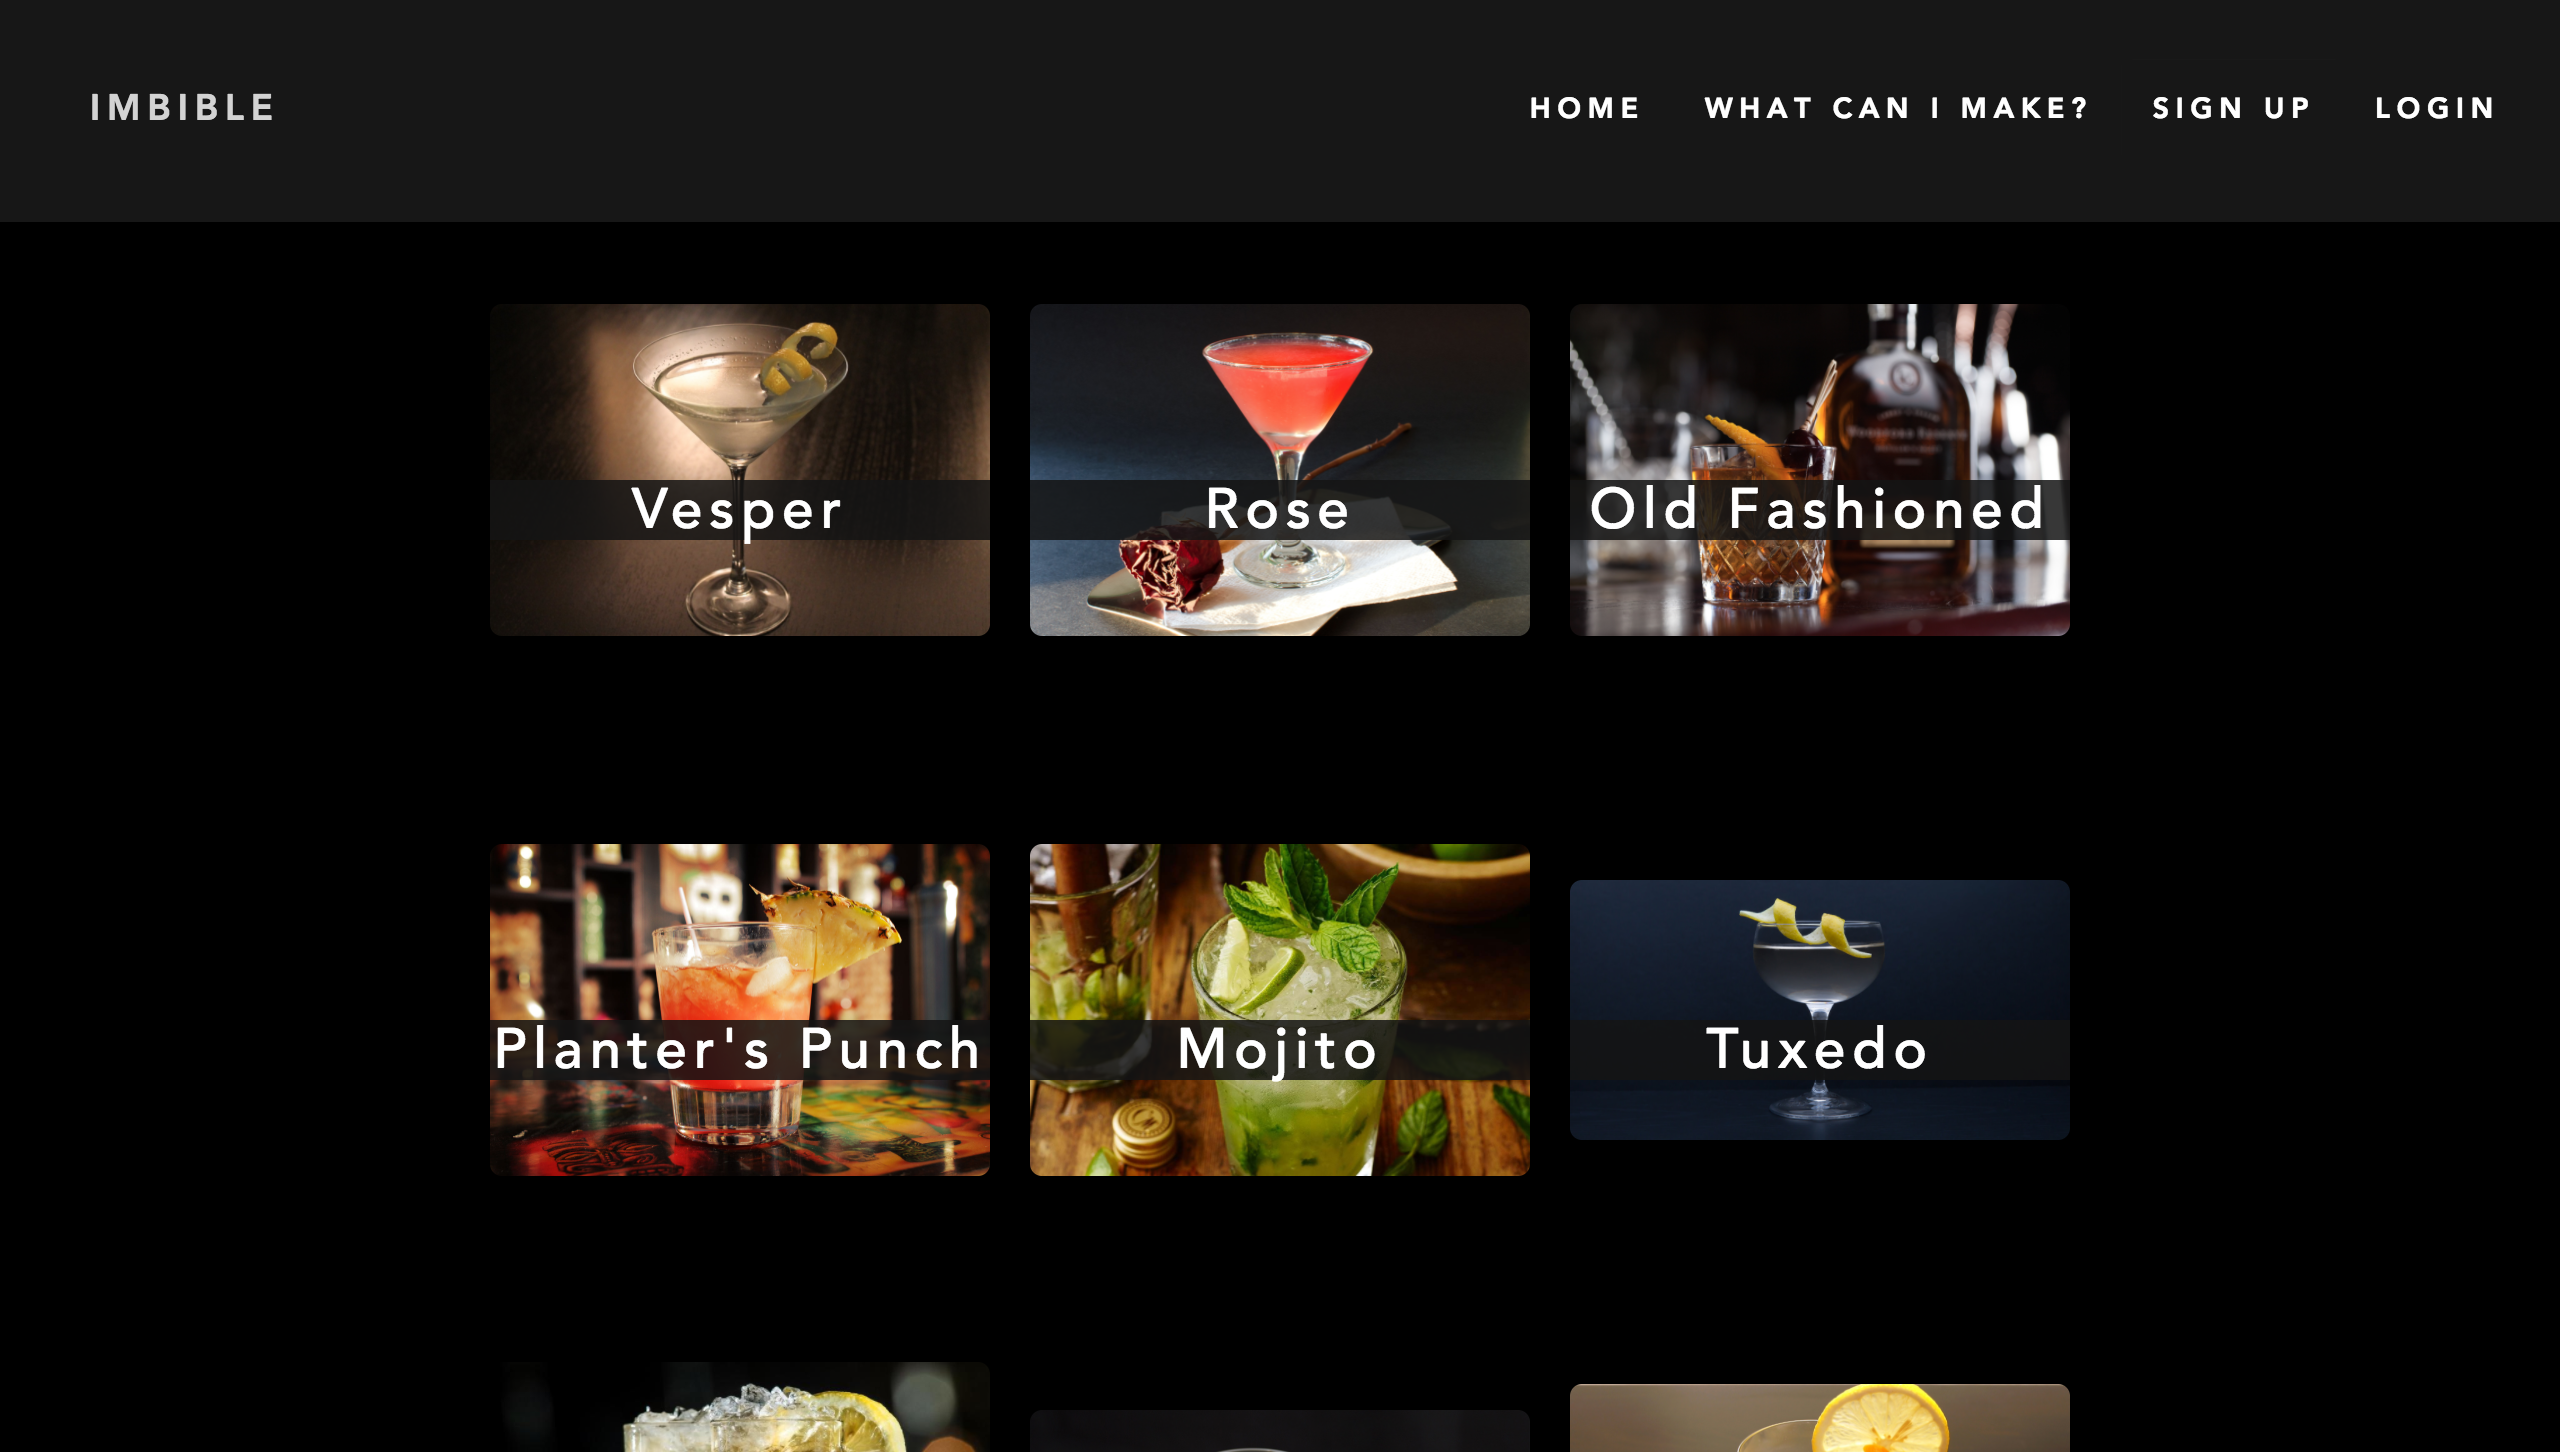 IMBIBLE
HOME WHAT CAN I MAKE? SIGN UP LOGIN
Vesper
Rose
Old Fashioned
Planter's Punch
Mojito
Tuxedo